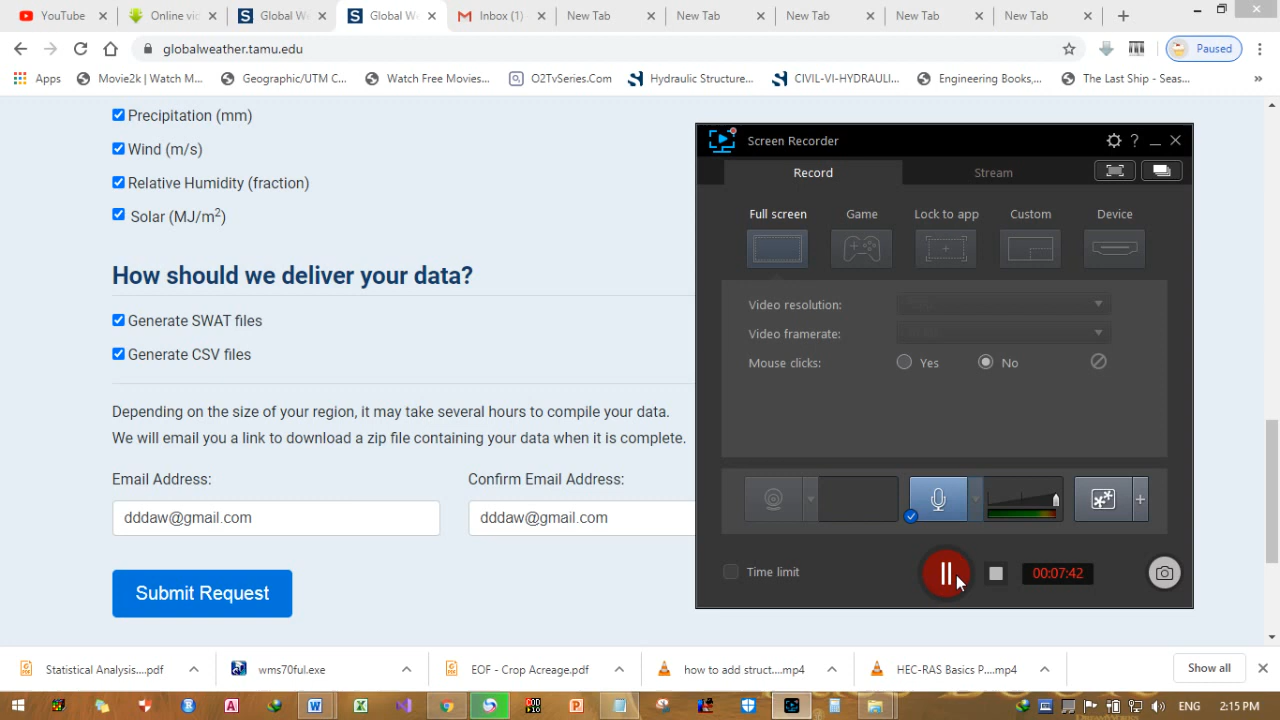 YouTube
Online vid
Global We
Global We
Inbox (1)
New Tab
New Tab
New Tab
New Tab
New Tab
globalweather.tamu.edu
Paused
Apps
Movie2k | Watch M...
Geographic/UTM C...
Watch Free Movies...
O2TvSeries.Com
Hydraulic Structure...
CIVIL-VI-HYDRAULI...
Engineering Books,...
The Last Ship - Seas...
»
Precipitation (mm)
Wind (m/s)
Relative Humidity (fraction)
Solar (MJ/m²)
How should we deliver your data?
Generate SWAT files
Generate CSV files
Depending on the size of your region, it may take several hours to compile your data.
We will email you a link to download a zip file containing your data when it is complete.
Email Address:
Confirm Email Address:
dddaw@gmail.com
dddaw@gmail.com
Submit Request
Screen Recorder
?
Record
Stream
Full screen
Game
Lock to app
Custom
Device
Video resolution:
Video framerate:
Mouse clicks:
Yes
No
Time limit
00:07:42
Statistical Analysis....pdf
wms70ful.exe
EOF - Crop Acreage.pdf
how to add struct....mp4
HEC-RAS Basics P....mp4
Show all
ENG
2:15 PM